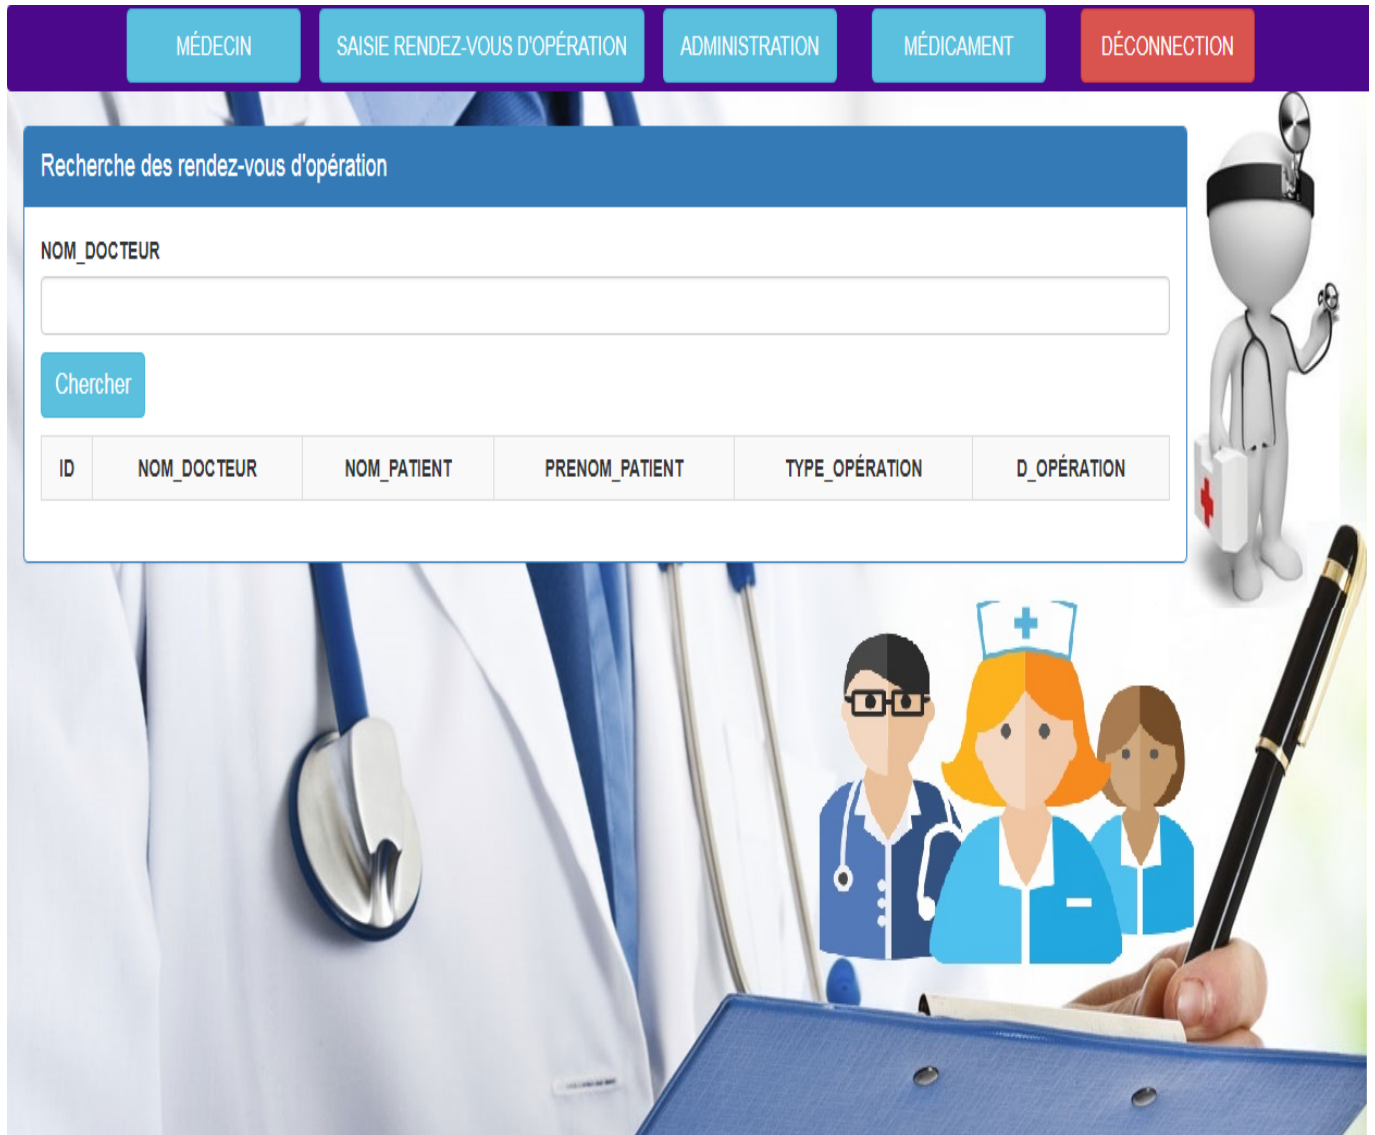 MÉDECIN SAISIE RENDEZ-VOUS D'OPÉRATION ADMINISTRATION MÉDICAMENT DÉCONNECTION
Recherche des rendez-vous d'opération
NOM_DOCTEUR
Chercher
ID NOM_DOCTEUR NOM_PATIENT PRENOM_PATIENT TYPE_OPÉRATION D_OPÉRATION